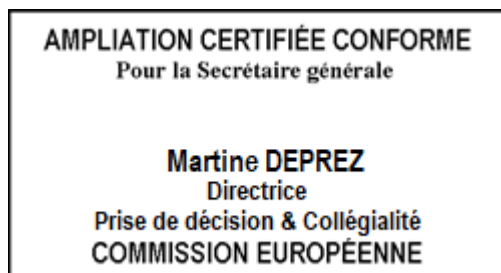 AMPLIATION CERTIFIÉE CONFORME
Pour la Secrétaire générale
Martine DEPREZ
Directrice
Prise de décision & Collégialité
COMMISSION EUROPÉENNE